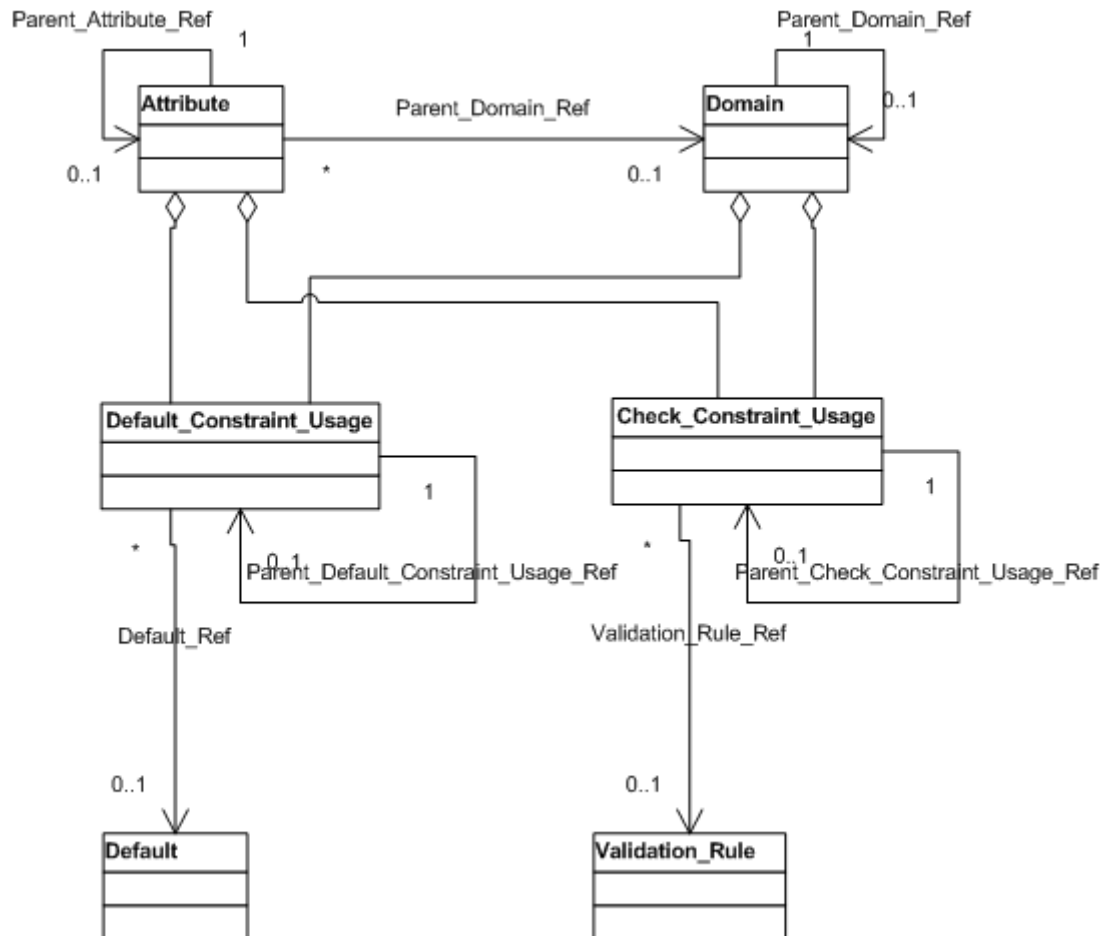 Parent_Attribute_Ref
Parent_Domain_Ref
1
1
Attribute
Parent_Domain_Ref
Domain
0..1
0..1
*
0..1
Default_Constraint_Usage
Check_Constraint_Usage
1
1
*
0..1
*
0..1
Parent_Default_Constraint_Usage_Ref
Parent_Check_Constraint_Usage_Ref
Default_Ref
Validation_Rule_Ref
0..1
0..1
Default
Validation_Rule